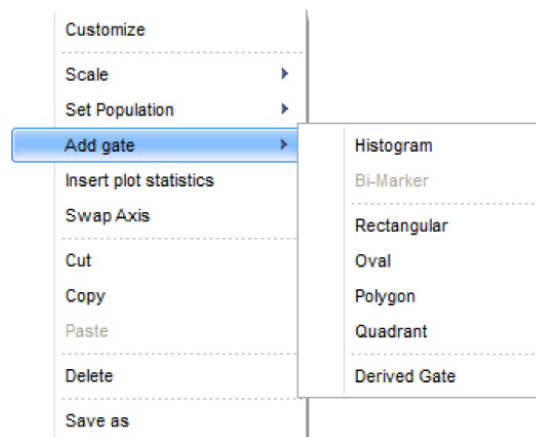 Customize
Scale
Set Population
Add gate
Insert plot statistics
Swap Axis
Cut
Copy
Paste
Delete
Save as
Histogram
Bi-Marker
Rectangular
Oval
Polygon
Quadrant
Derived Gate